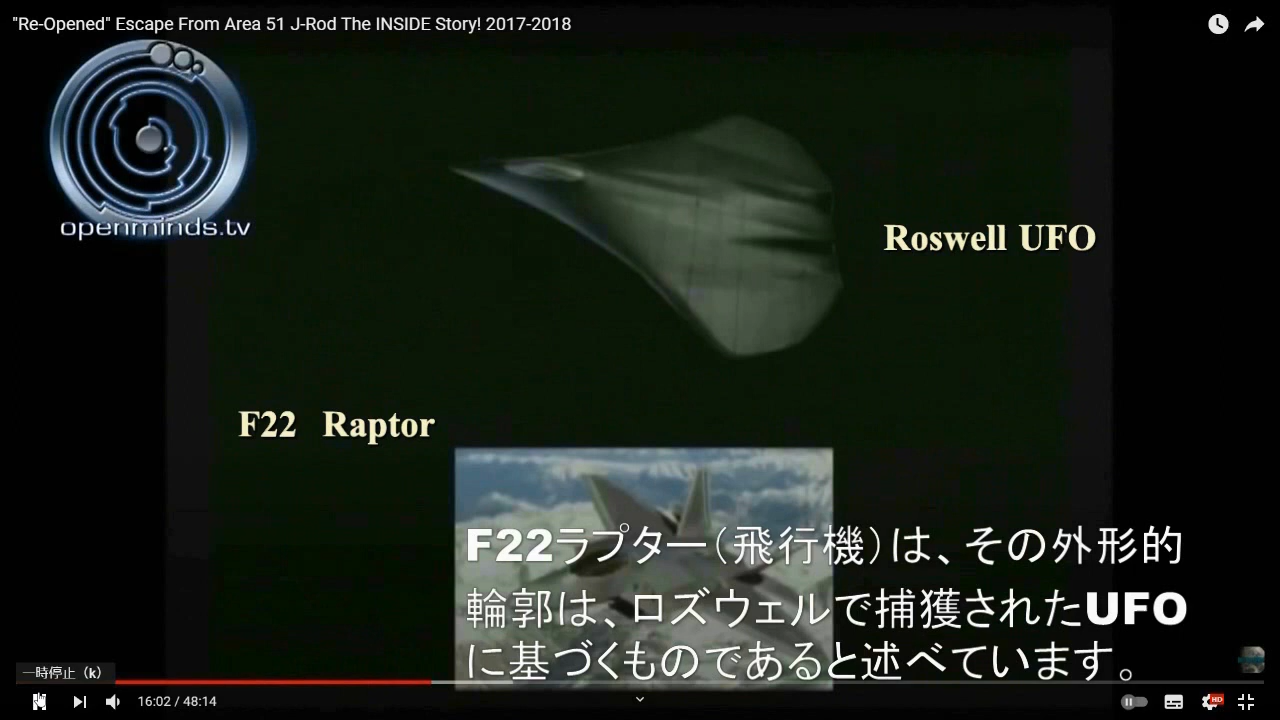 "Re-Opened" Escape From Area 51 J-Rod The INSIDE Story! 2017-2018
openminds.tv
Roswell UFO
F22 Raptor
F22ラプター（飛行機）は、その外形的
輪郭は、ロズウェルで捕獲されたUFO
に基づくものであると述べています。
一時停止（k）
16:02 / 48:14
HD